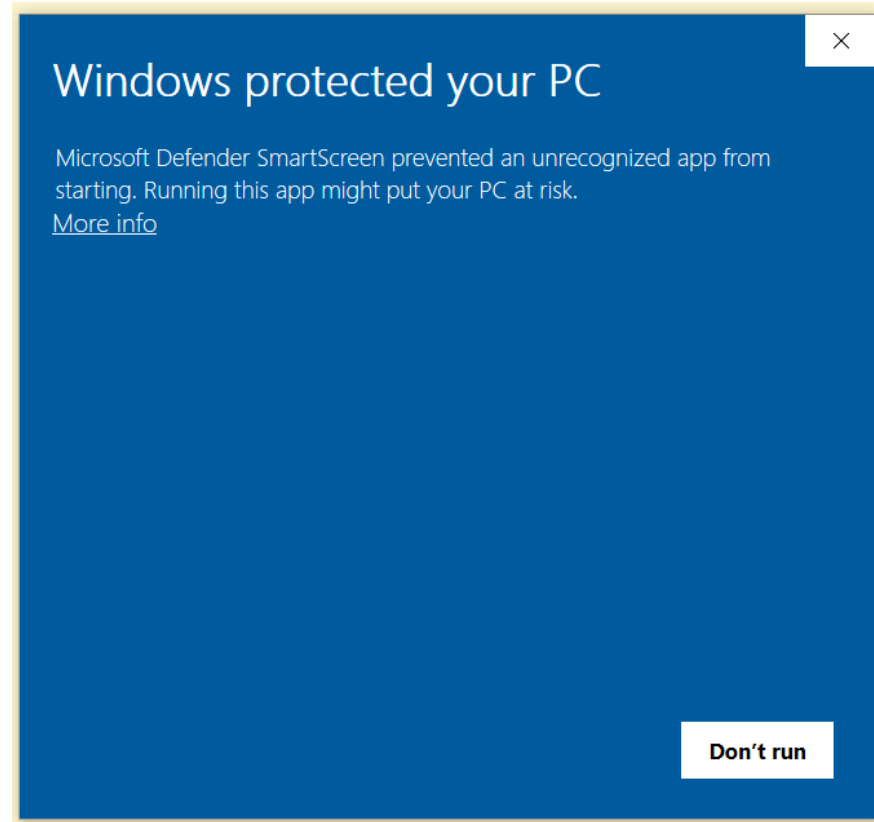 Windows protected your PC
Microsoft Defender SmartScreen prevented an unrecognized app from
starting. Running this app might put your PC at risk.
More info
Don’t run